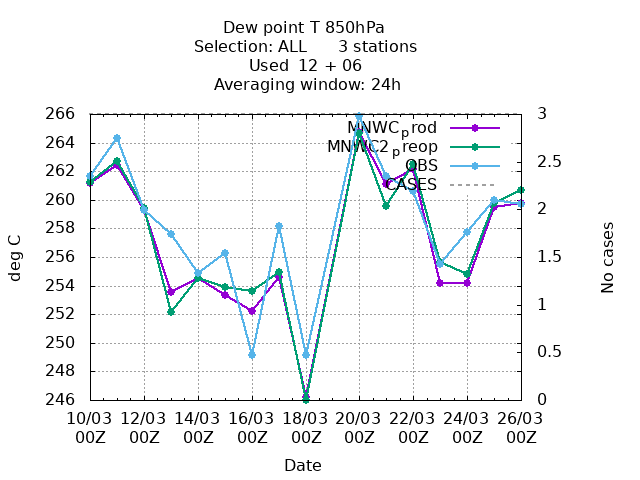 Dew point T 850hPa
Selection: ALL 3 stations
Used 12 + 06
Averaging window: 24h
266 3
264
262 2.5
260 2
258
256 1.5
254
252 1
250 0.5
248
246 0
MNWC_prod
MNWC2_preop
OBS
CASES
deg C
No cases
10/03 12/03 14/03 16/03 18/03 20/03 22/03 24/03 26/03
00Z 00Z 00Z 00Z 00Z 00Z 00Z 00Z 00Z
Date